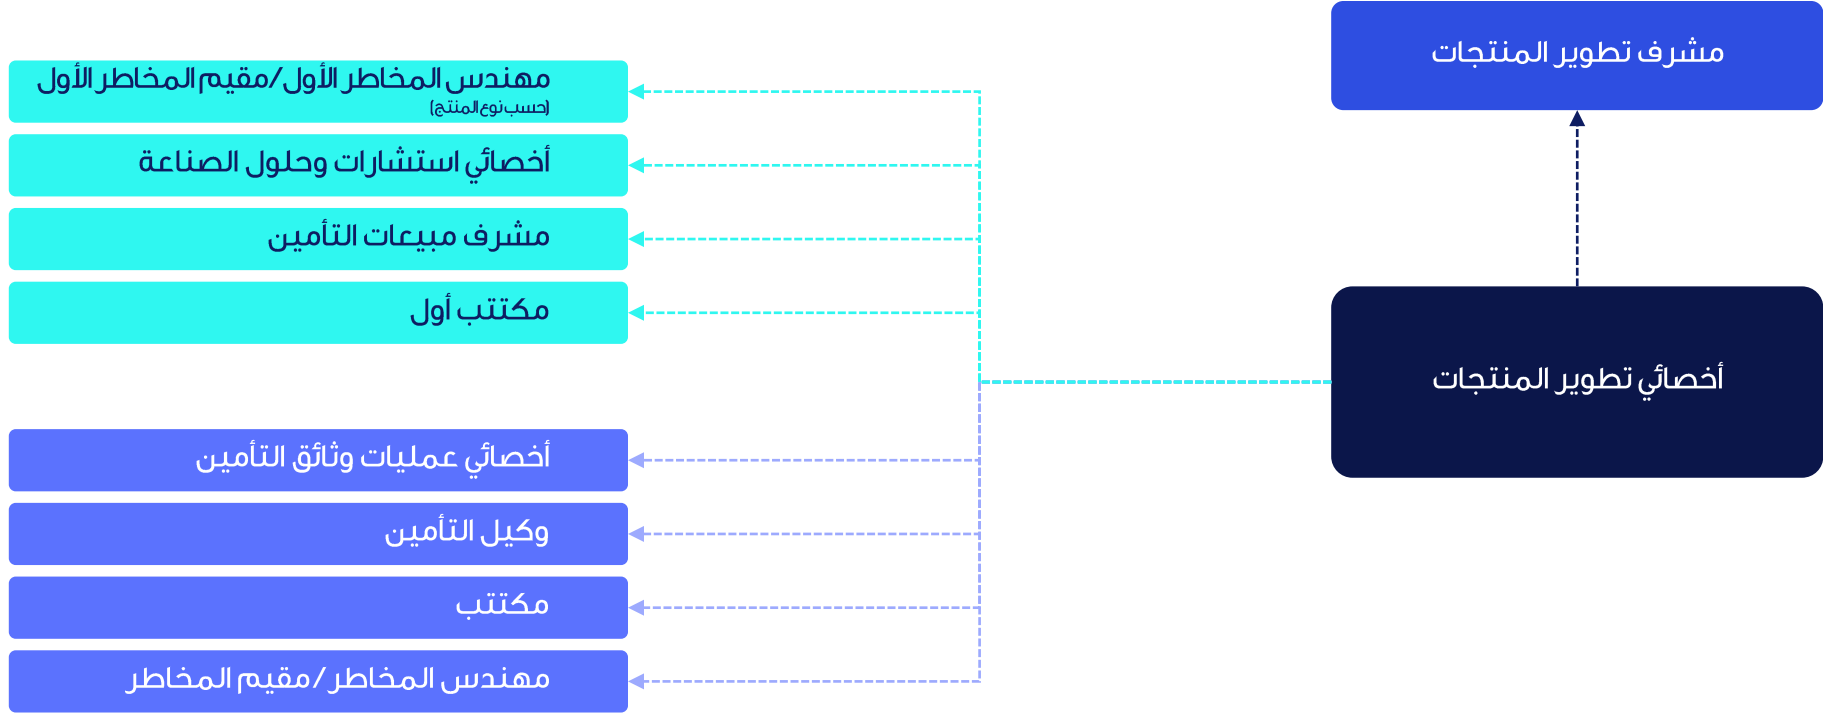 مشرف تطوير المنتجات
أخصائي تطوير المنتجات
مهندس المخاطر الأول/مقيم المخاطر الأول
(حسب نوع المنتج)
أخصائي استشارات وحلول الصناعة
مشرف مبيعات التأمين
مكتتب أول
أخصائي عمليات وثائق التأمين
وكيل التأمين
مكتتب
مهندس المخاطر/مقيم المخاطر